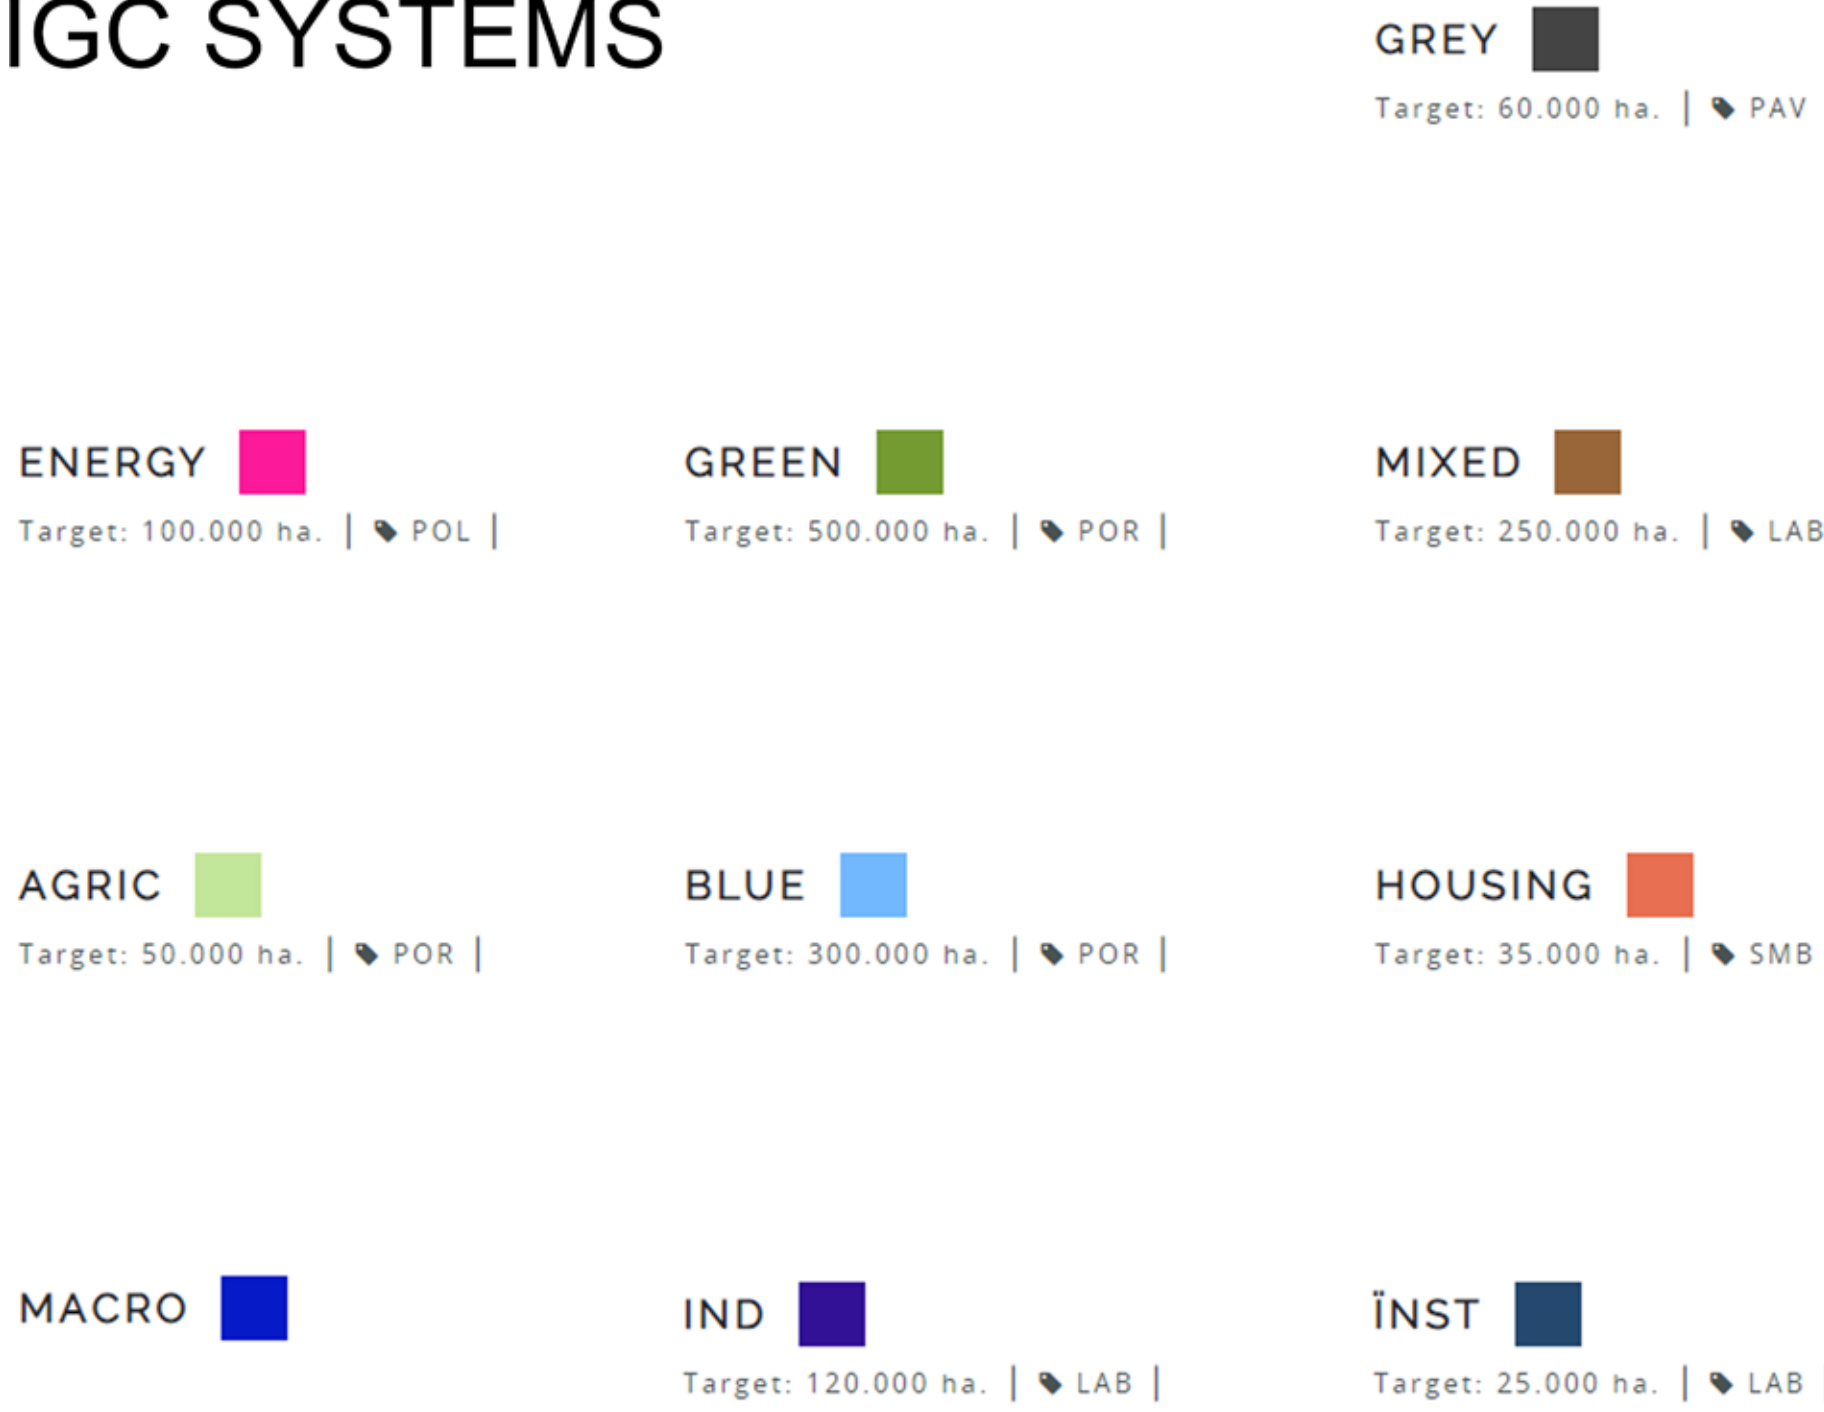 IGC SYSTEMS
GREY
Target: 60.000 ha. | PAV
ENERGY
Target: 100.000 ha. | POL |
GREEN
Target: 500.000 ha. | POR |
MIXED
Target: 250.000 ha. | LAB
AGRIC
Target: 50.000 ha. | POR |
BLUE
Target: 300.000 ha. | POR |
HOUSING
Target: 35.000 ha. | SMB
MACRO
IND
Target: 120.000 ha. | LAB |
ÏNST
Target: 25.000 ha. | LAB